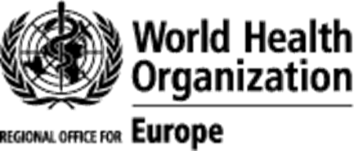 World Health
Organization
REGIONAL OFFICE FOR Europe